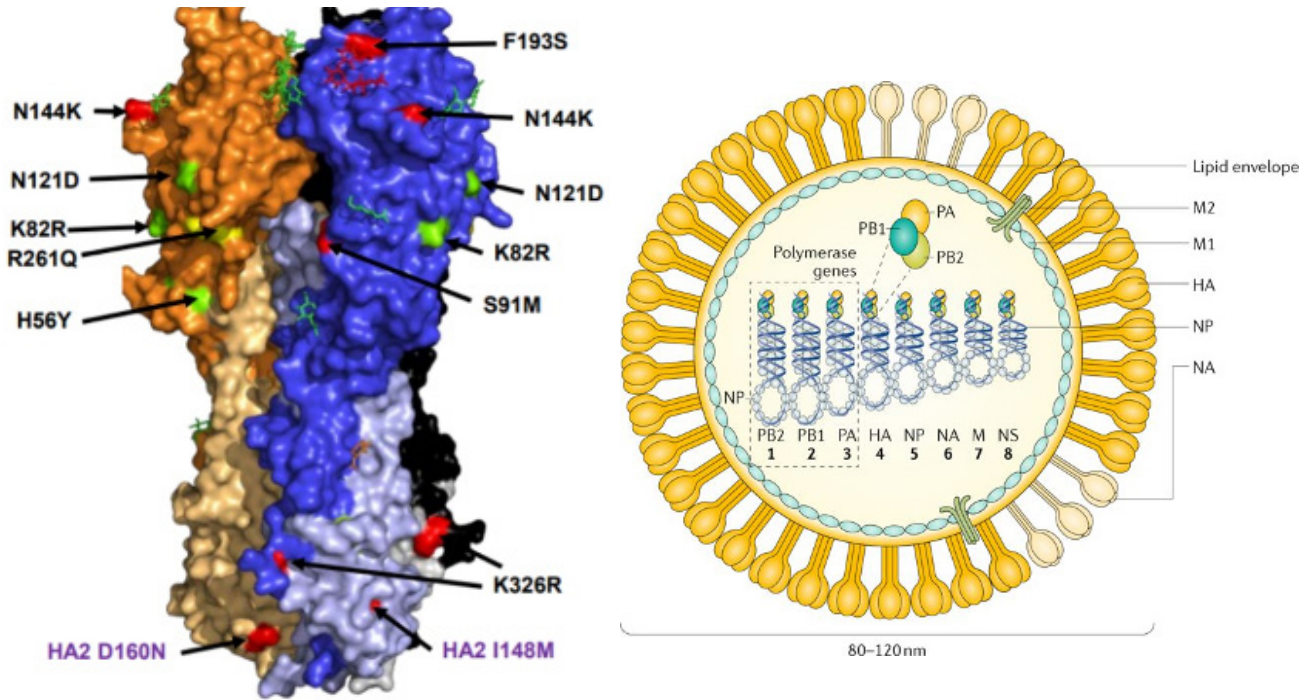 F193S
N144K
N144K
N121D
N121D
K82R
K82R
R261Q
S91M
H56Y
K326R
HA2 D160N
HA2 I148M
Lipid envelope
M2
M1
HA
NP
NA
PA
PB1
PB2
Polymerase
genes
NP
PB2 PB1 PA HA NP NA M NS
1 2 3 4 5 6 7 8
80–120 nm